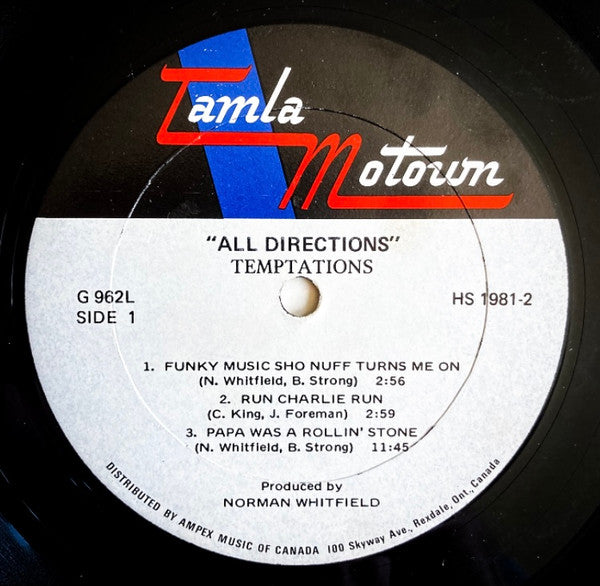 Tamla
Motown
"ALL DIRECTIONS"
TEMPTATIONS
G 962L
HS 1981-2
SIDE 1
1. FUNKY MUSIC SHO NUFF TURNS ME ON
(N. Whitfield, B. Strong) 2:56
2. RUN CHARLIE RUN
(C. King, J. Foreman) 2:59
3. PAPA WAS A ROLLIN' STONE
(N. Whitfield, B. Strong) 11:45
Produced by
NORMAN WHITFIELD
DISTRIBUTED BY AMPEX MUSIC OF CANADA 100 Skyway Ave., Rexdale, Ont., Canada